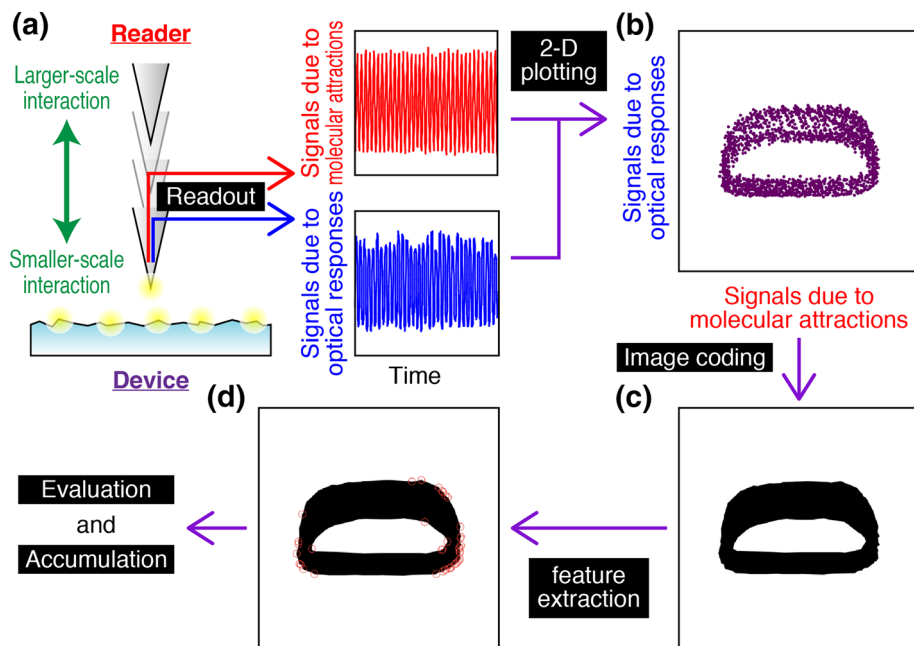 (a)
Reader
Larger-scale
interaction
Smaller-scale
interaction
Device
Readout
Signals due to
molecular attractions
Signals due to
optical responses
Time
2-D
plotting
(b)
Signals due to
optical responses
Signals due to
molecular attractions
Image coding
(c)
feature
extraction
(d)
Evaluation
and
Accumulation